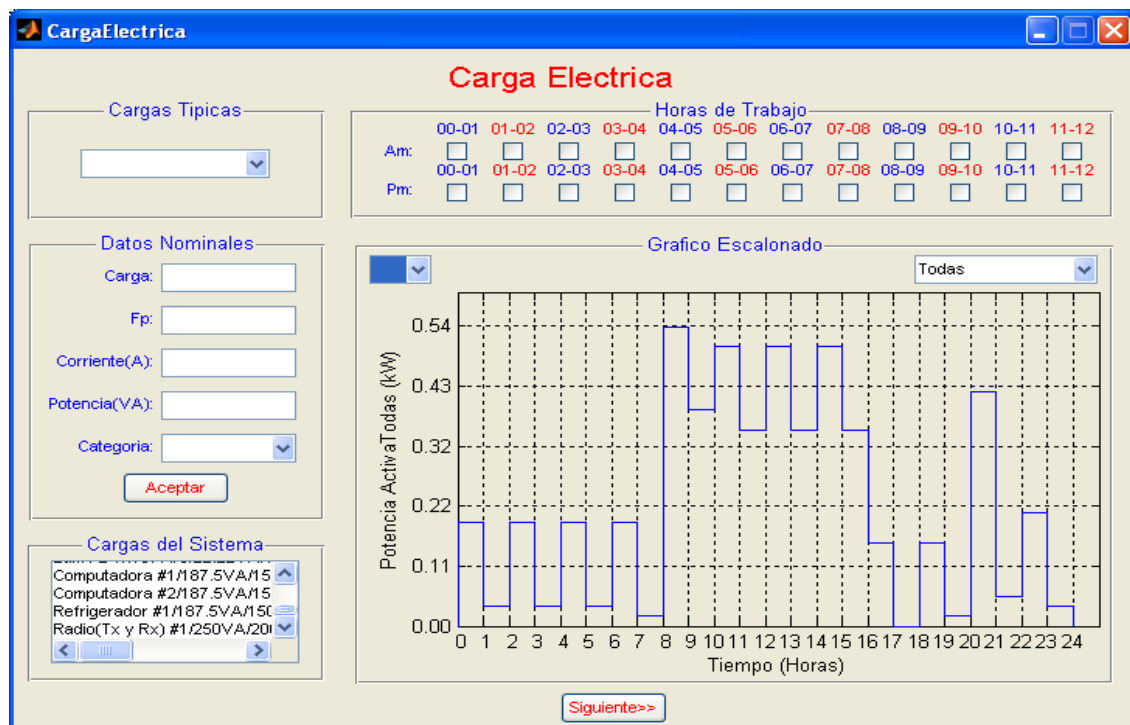 CargaElectrica
Carga Electrica
Cargas Tipicas
Horas de Trabajo
00-01 01-02 02-03 03-04 04-05 05-06 06-07 07-08 08-09 09-10 10-11 11-12
Am:
00-01 01-02 02-03 03-04 04-05 05-06 06-07 07-08 08-09 09-10 10-11 11-12
Pm:
Datos Nominales
Carga:
Fp:
Corriente(A):
Potencia(VA):
Categoria:
Aceptar
Cargas del Sistema
Computadora #1/187.5VA/15
Computadora #2/187.5VA/15
Refrigerador #1/187.5VA/150
Radio(Tx y Rx) #1/250VA/20
Grafico Escalonado
Todas
Potencia ActivaTodas (kW)
0.54
0.43
0.32
0.22
0.11
0.00
0 1 2 3 4 5 6 7 8 9 10 11 12 13 14 15 16 17 18 19 20 21 22 23 24
Tiempo (Horas)
Siguiente>>